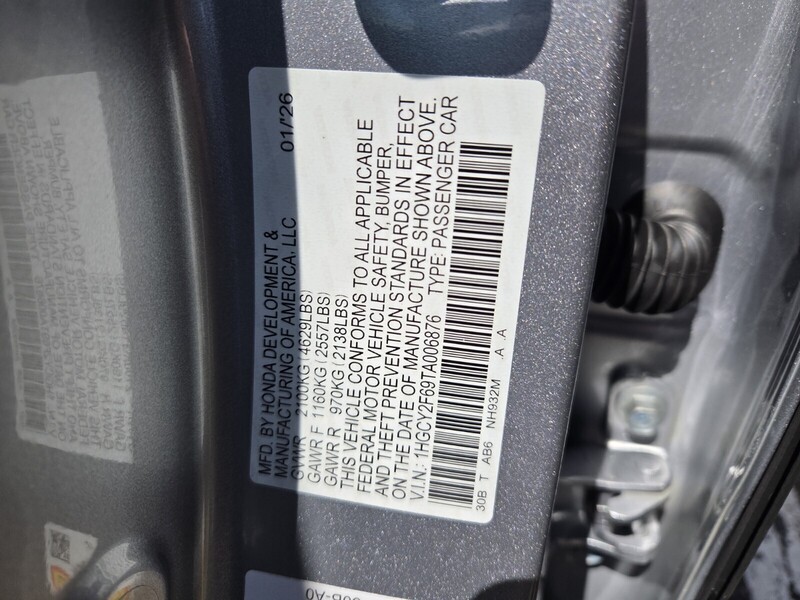 MFD. BY HONDA DEVELOPMENT &
MANUFACTURING OF AMERICA, LLC 01/'26
GVWR 2100KG (4629LBS)
GAWR F 1160KG (2557LBS)
GAWR R 970KG (2138LBS)
THIS VEHICLE CONFORMS TO ALL APPLICABLE
FEDERAL MOTOR VEHICLE SAFETY, BUMPER,
AND THEFT PREVENTION STANDARDS IN EFFECT
ON THE DATE OF MANUFACTURE SHOWN ABOVE.
V.I.N.: 1HGCY2F69TA006876 TYPE: PASSENGER CAR
30B T AB6 NH932M .A .A